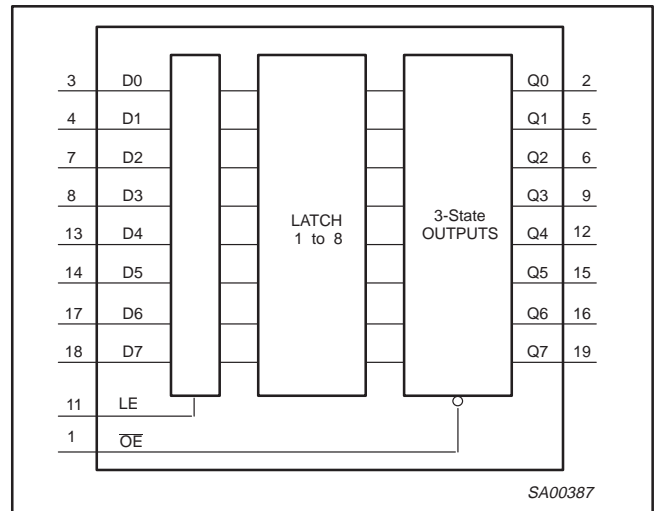 3 D0 Q0 2
4 D1 Q1 5
7 D2 Q2 6
8 D3 Q3 9
LATCH
1 to 8
3-State
OUTPUTS
13 D4 Q4 12
14 D5 Q5 15
17 D6 Q6 16
18 D7 Q7 19
11 LE
1 O̅E̅
SA00387